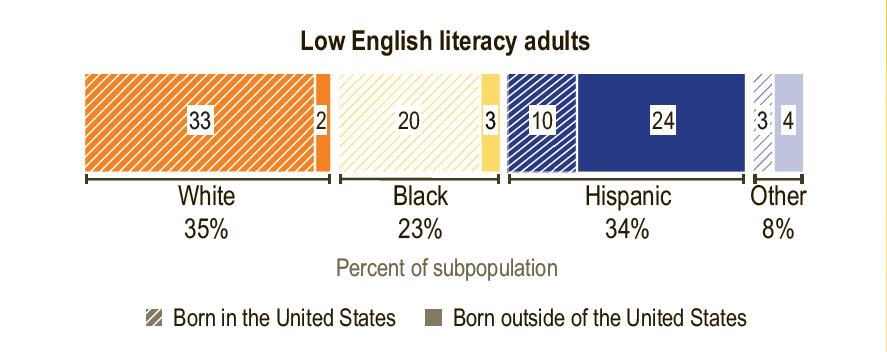 Low English literacy adults
33 2 20 3 10 24 3 4
White Black Hispanic Other
35% 23% 34% 8%
Percent of subpopulation
Born in the United States Born outside of the United States